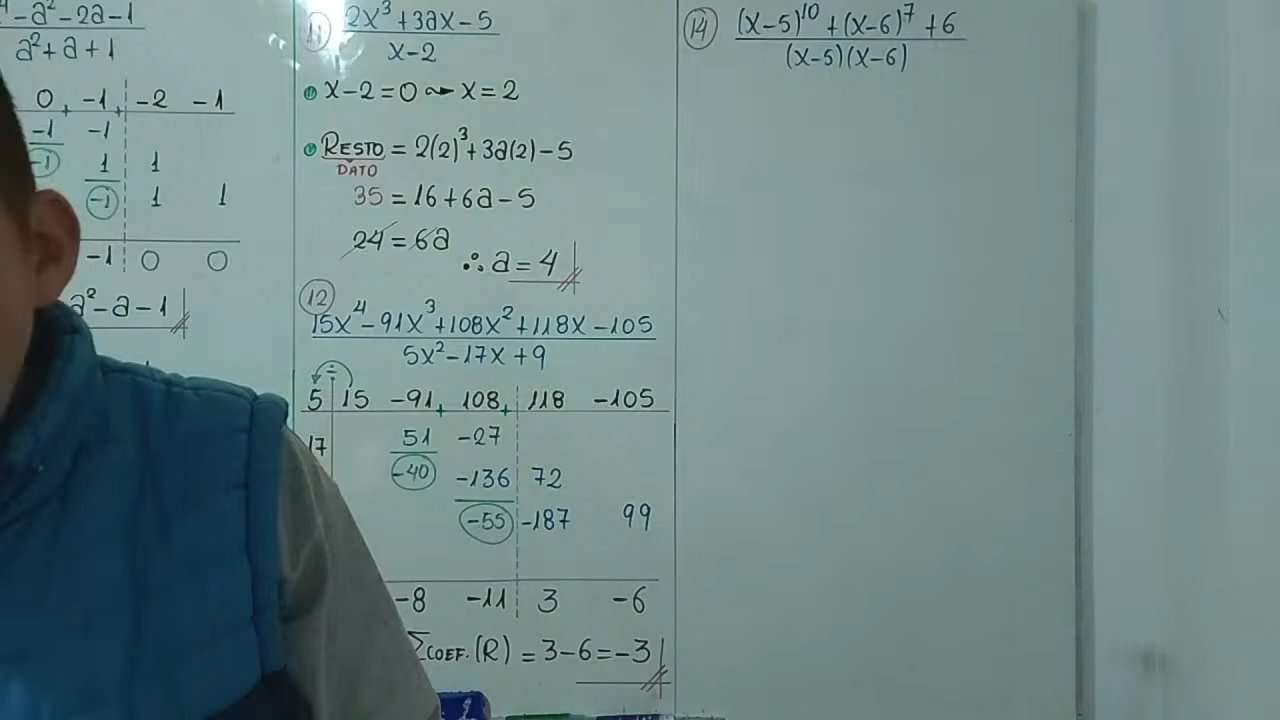 -a²-2a-1
a²+a+1
0 -1 -2 -1
-1 -1
-1 1 1
-1 1 1
-1 0 0
a²-a-1
11 2x³+3ax-5
x-2
x-2=0 ⇝ x=2
RESTO = 2(2)³+3a(2)-5
DATO
35 = 16+6a-5
24 = 6a
∴ a = 4
12
15x⁴-91x³+108x²+118x-105
5x²-17x+9
÷
5 15 -91 108 118 -105
17 51 -27
-40 -136 72
-55 -187 99
-8 -11 3 -6
Σcoef.(R) = 3-6 = -3
14 (x-5)¹⁰+(x-6)⁷+6
(x-5)(x-6)